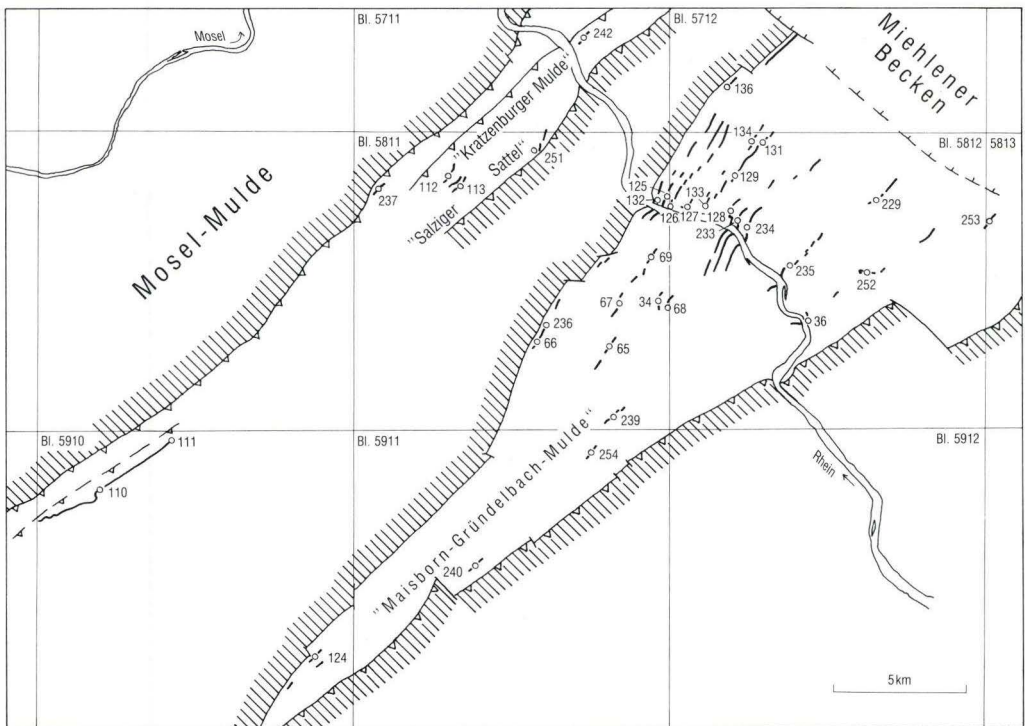 Bl. 5711
Bl. 5712
Mosel
242
Miehlener
Becken
"Kratzenburger Mulde"
136
134
131
Bl. 5811
Bl. 5812
5813
"Salziger Sattel"
251
112
113
237
129
125
133
132
126
127
128
229
253
233
234
Mosel-Mulde
69
235
252
67
34
68
236
66
36
65
239
Bl. 5910
111
Bl. 5911
Bl. 5912
254
Rhein
110
"Maisborn-Gründelbach-Mulde"
240
124
5 km